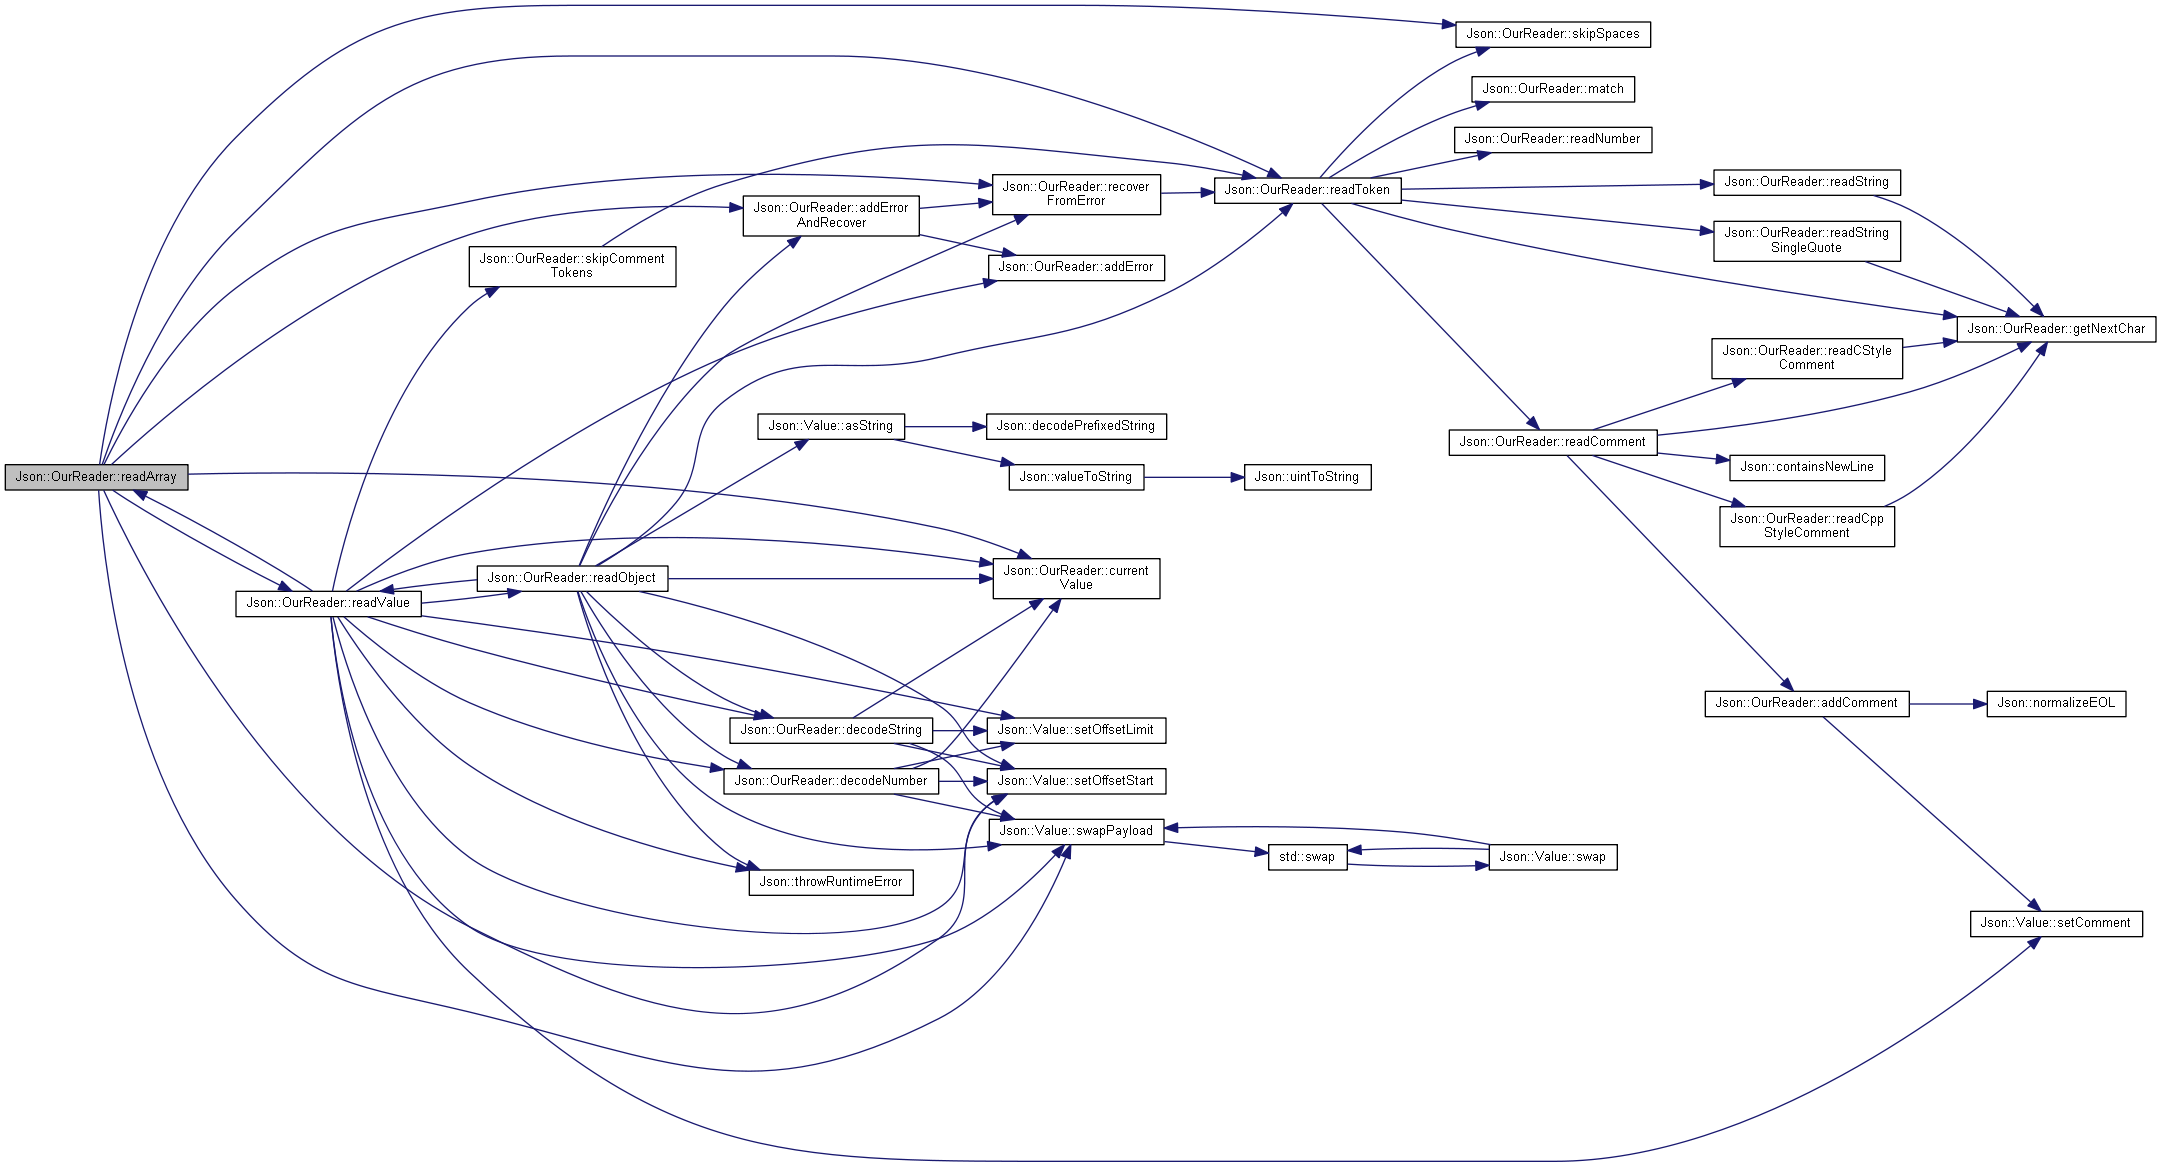 Json::OurReader::readArray
Json::OurReader::readValue
Json::OurReader::skipComment
Tokens
Json::OurReader::readObject
Json::OurReader::addError
AndRecover
Json::Value::asString
Json::OurReader::decodeString
Json::OurReader::decodeNumber
Json::throwRuntimeError
Json::OurReader::recover
FromError
Json::OurReader::addError
Json::decodePrefixedString
Json::valueToString
Json::OurReader::current
Value
Json::Value::setOffsetLimit
Json::Value::setOffsetStart
Json::Value::swapPayload
Json::OurReader::readToken
Json::uintToString
std::swap
Json::OurReader::skipSpaces
Json::OurReader::match
Json::OurReader::readNumber
Json::OurReader::readComment
Json::Value::swap
Json::OurReader::readString
Json::OurReader::readString
SingleQuote
Json::OurReader::readCStyle
Comment
Json::containsNewLine
Json::OurReader::readCpp
StyleComment
Json::OurReader::addComment
Json::OurReader::getNextChar
Json::normalizeEOL
Json::Value::setComment